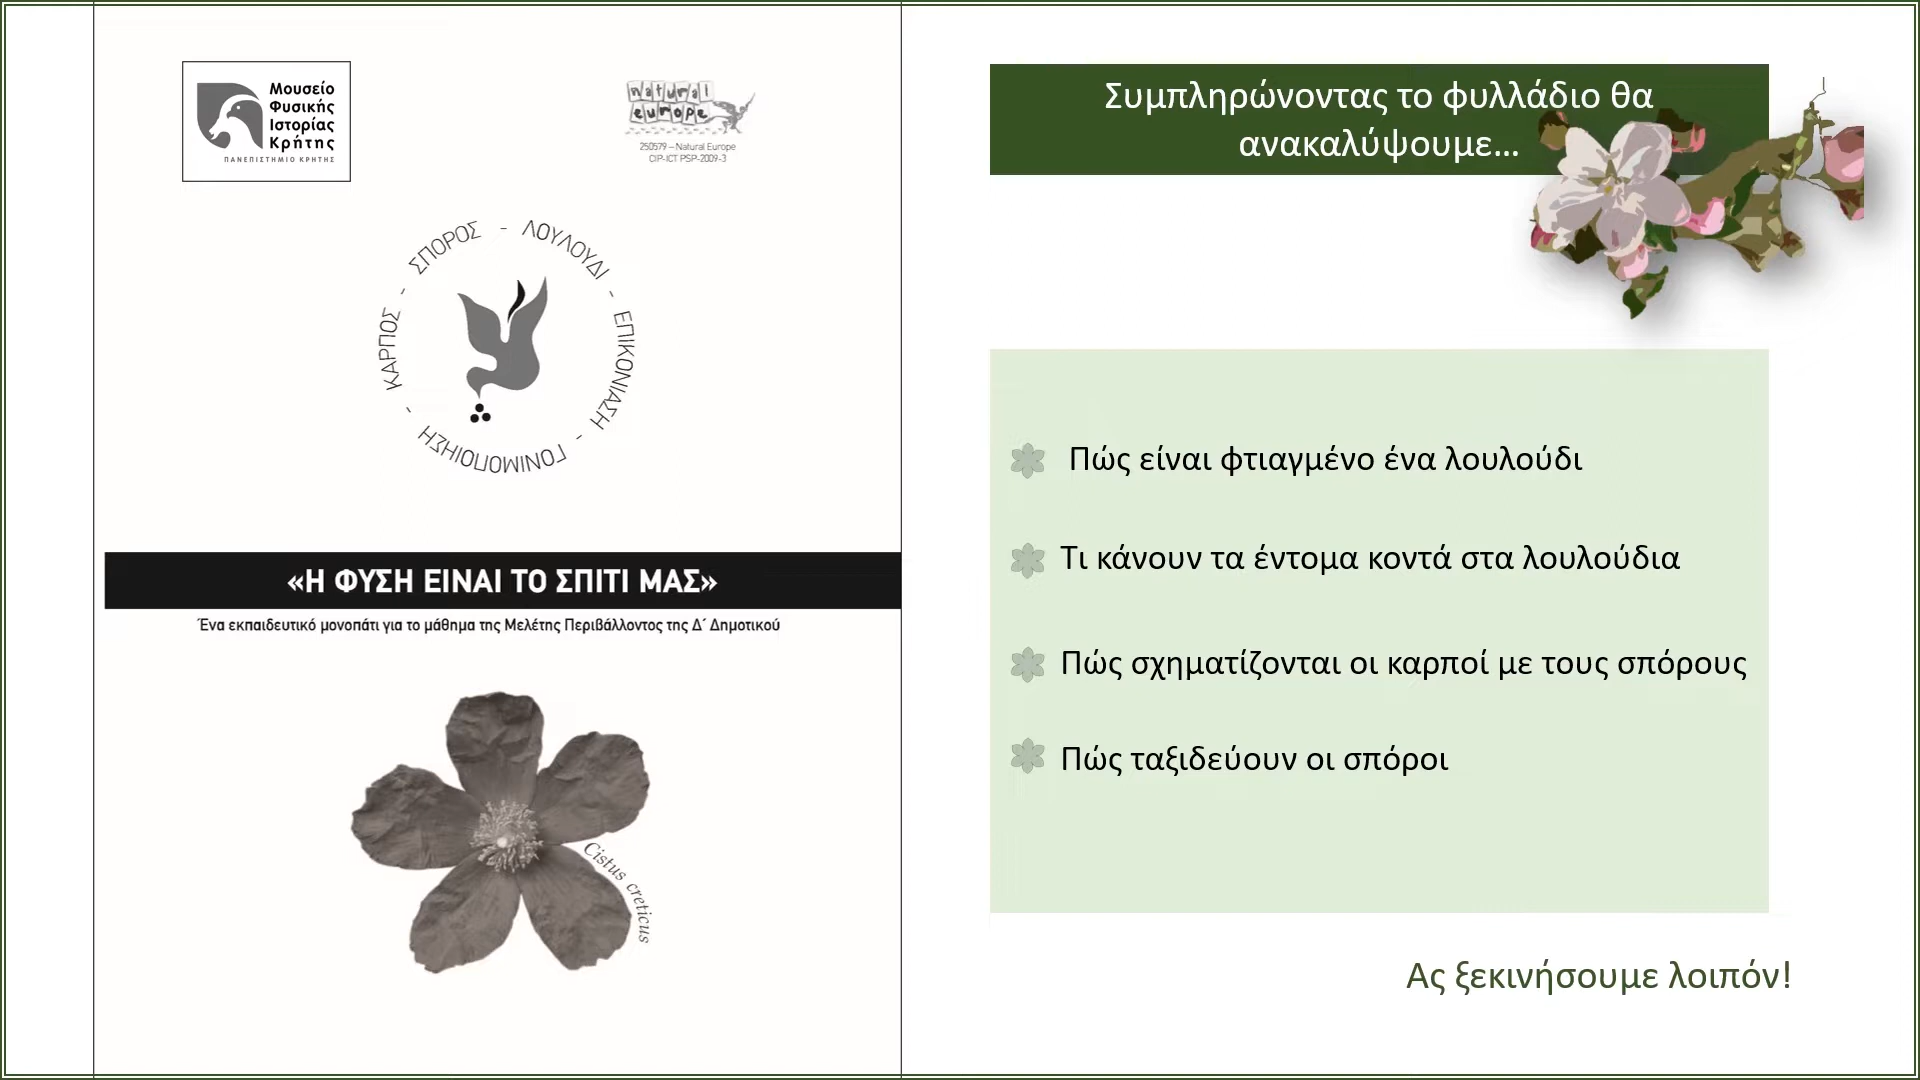 Μουσείο
Φυσικής
Ιστορίας
Κρήτης
ΠΑΝΕΠΙΣΤΗΜΙΟ ΚΡΗΤΗΣ
natural
europe
250579 – Natural Europe
CIP-ICT PSP-2009-3
ΛΟΥΛΟΥΔΙ - ΕΠΙΚΟΝΙΑΣΗ - ΓΟΝΙΜΟΠΟΙΗΣΗ - ΚΑΡΠΟΣ - ΣΠΟΡΟΣ -
«Η ΦΥΣΗ ΕΙΝΑΙ ΤΟ ΣΠΙΤΙ ΜΑΣ»
Ένα εκπαιδευτικό μονοπάτι για το μάθημα της Μελέτης Περιβάλλοντος της Δ΄ Δημοτικού
Cistus creticus
Συμπληρώνοντας το φυλλάδιο θα
ανακαλύψουμε...
Πώς είναι φτιαγμένο ένα λουλούδι
Τι κάνουν τα έντομα κοντά στα λουλούδια
Πώς σχηματίζονται οι καρποί με τους σπόρους
Πώς ταξιδεύουν οι σπόροι
Ας ξεκινήσουμε λοιπόν!